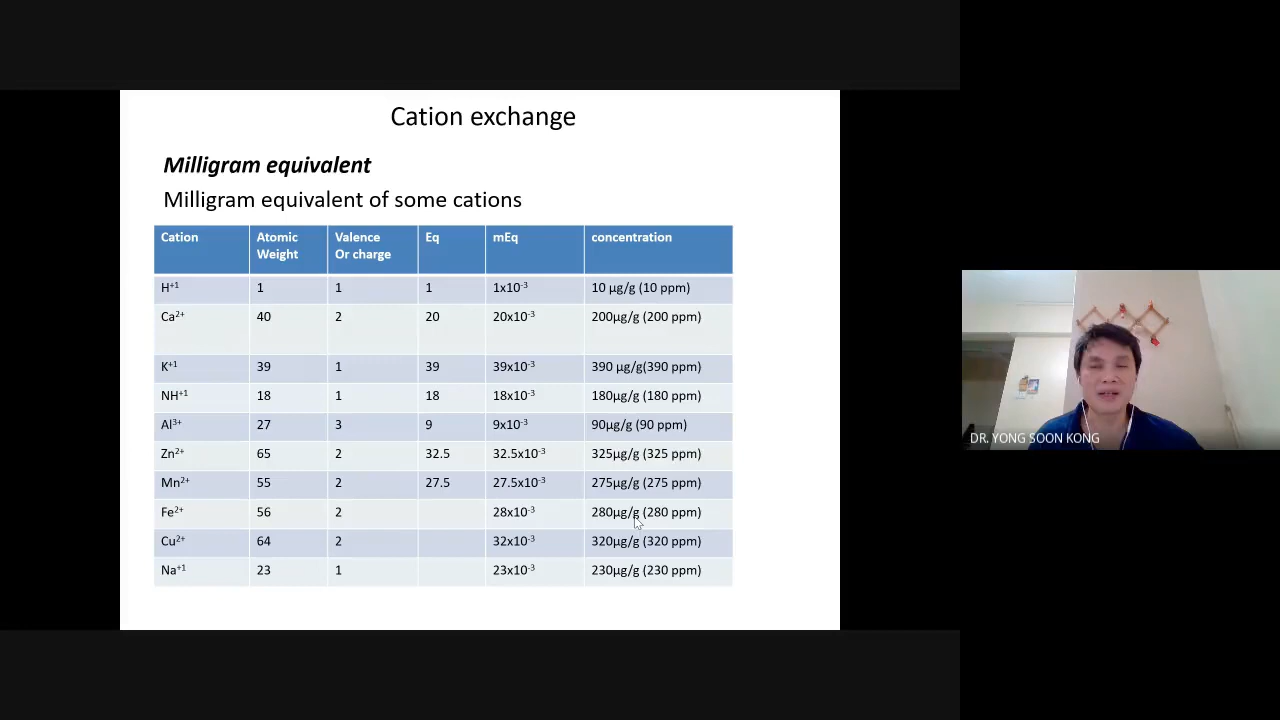 Cation exchange
Milligram equivalent
Milligram equivalent of some cations
Cation Atomic Weight Valence Or charge Eq mEq concentration
H+1 1 1 1 1x10-3 10 µg/g (10 ppm)
Ca2+ 40 2 20 20x10-3 200µg/g (200 ppm)
K+1 39 1 39 39x10-3 390 µg/g(390 ppm)
NH+1 18 1 18 18x10-3 180µg/g (180 ppm)
Al3+ 27 3 9 9x10-3 90µg/g (90 ppm)
Zn2+ 65 2 32.5 32.5x10-3 325µg/g (325 ppm)
Mn2+ 55 2 27.5 27.5x10-3 275µg/g (275 ppm)
Fe2+ 56 2 28x10-3 280µg/g (280 ppm)
Cu2+ 64 2 32x10-3 320µg/g (320 ppm)
Na+1 23 1 23x10-3 230µg/g (230 ppm)
DR. YONG SOON KONG